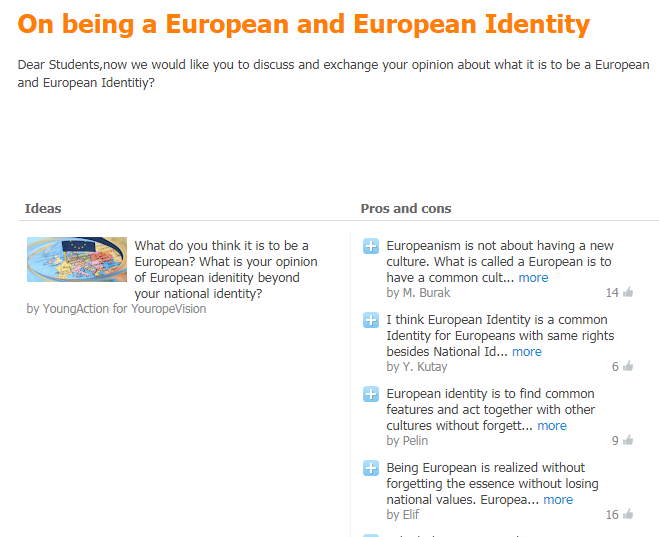 On being a European and European Identity
Dear Students,now we would like you to discuss and exchange your opinion about what it is to be a European
and European Identitiy?
Ideas
What do you think it is to be a
European? What is your opinion
of European idenitity beyond
your national identity?
by YoungAction for YouropeVision
Pros and cons
Europeanism is not about having a new
culture. What is called a European is to
have a common cult... more
by M. Burak 14
I think European Identity is a common
Identity for Europeans with same rights
besides National Id... more
by Y. Kutay 6
European identity is to find common
features and act together with other
cultures without forgett... more
by Pelin 9
Being European is realized without
forgetting the essence without losing
national values. Europea... more
by Elif 16